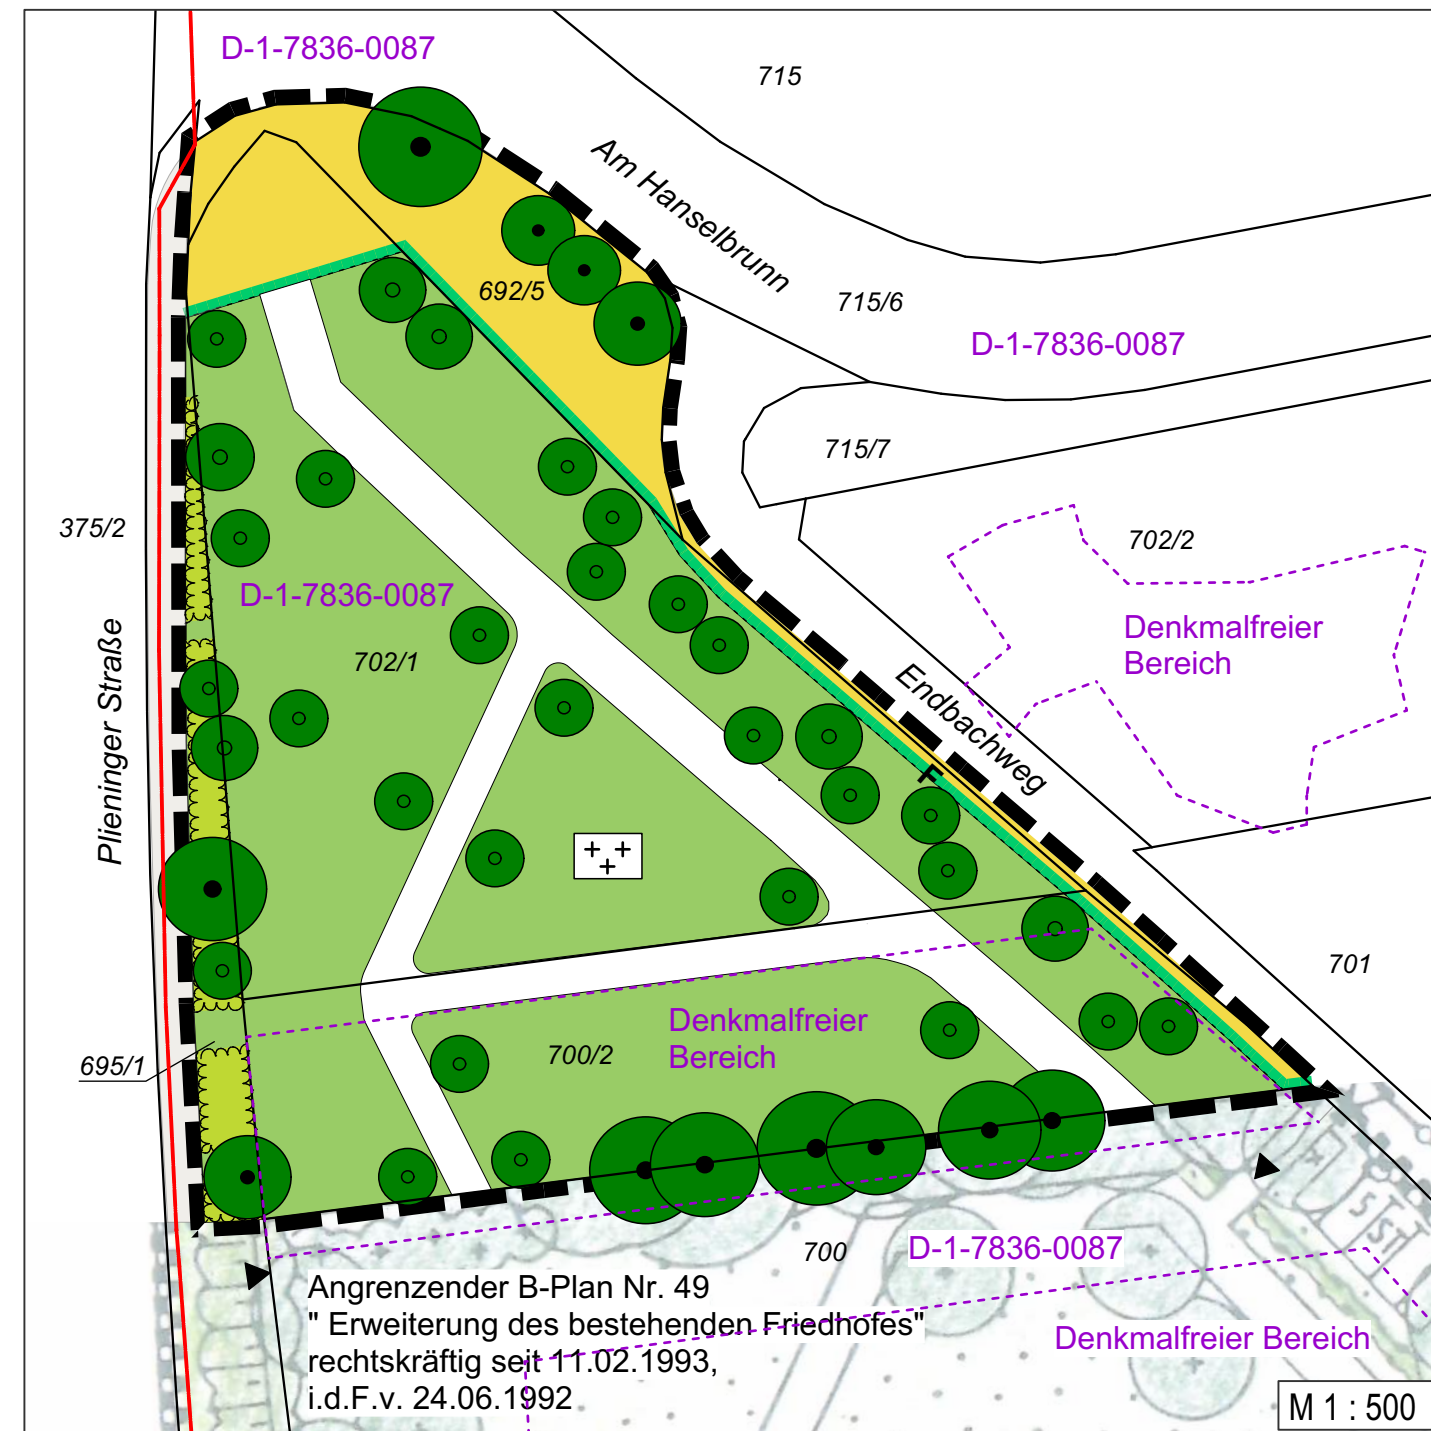 D-1-7836-0087
715
Am Hanselbrunn
692/5
715/6
D-1-7836-0087
715/7
375/2
702/2
D-1-7836-0087
Denkmalfreier
Bereich
702/1
Plieninger Straße
Endbachweg
F
701
Denkmalfreier
Bereich
700/2
695/1
SST
700
D-1-7836-0087
Angrenzender B-Plan Nr. 49
" Erweiterung des bestehenden Friedhofes"
rechtskräftig seit 11.02.1993,
i.d.F.v. 24.06.1992
Denkmalfreier Bereich
M 1 : 500